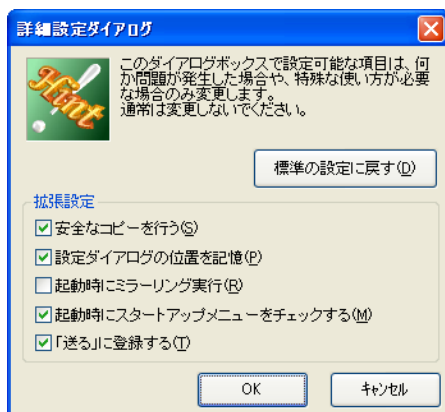 詳細設定ダイアログ
Hint
このダイアログボックスで設定可能な項目は、何
か問題が発生した場合や、特殊な使い方が必要
な場合のみ変更します。
通常は変更しないでください。
標準の設定に戻す(D)
拡張設定
安全なコピーを行う(S)
設定ダイアログの位置を記憶(P)
起動時にミラーリング実行(R)
起動時にスタートアップメニューをチェックする(M)
「送る」に登録する(T)
OK
キャンセル